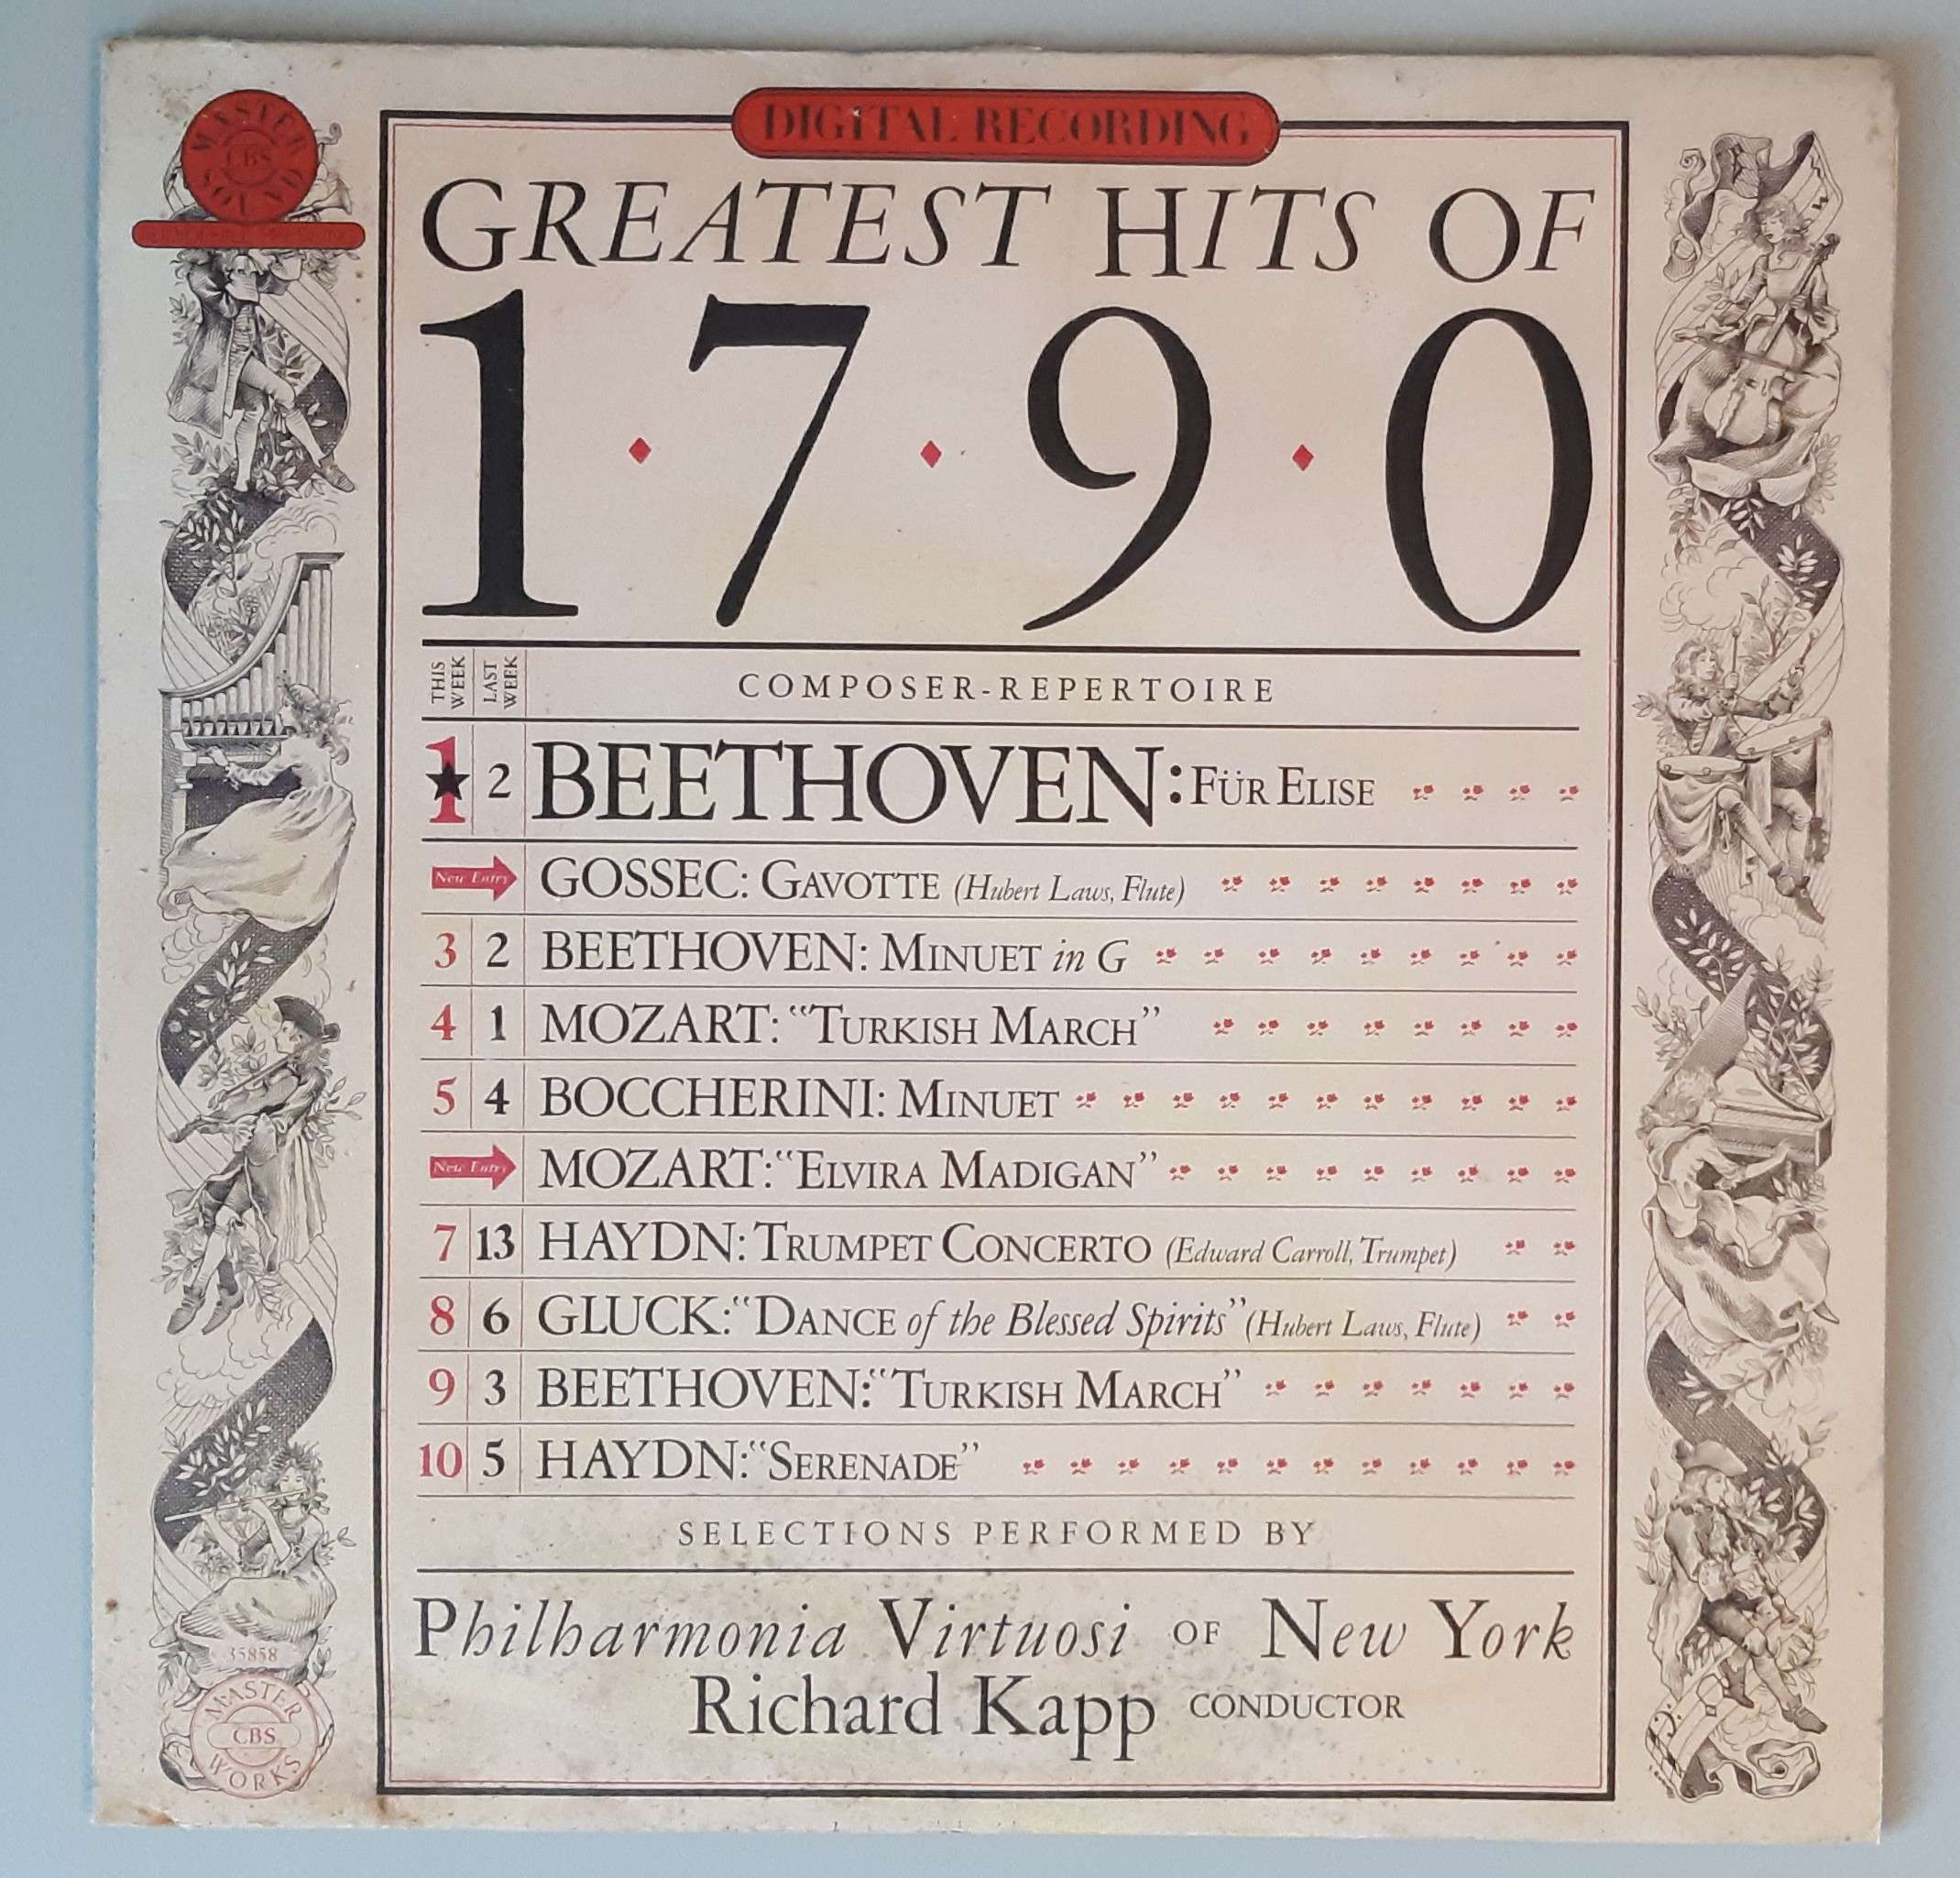 MASTER
CBS
SOUND
DIGITAL RECORDING
GREATEST HITS OF
1·7·9·0
THIS WEEK LAST WEEK COMPOSER-REPERTOIRE
1 2 BEETHOVEN: FÜR ELISE
New Entry GOSSEC: GAVOTTE (Hubert Laws, Flute)
3 2 BEETHOVEN: MINUET in G
4 1 MOZART: “TURKISH MARCH”
5 4 BOCCHERINI: MINUET
New Entry MOZART: “ELVIRA MADIGAN”
7 13 HAYDN: TRUMPET CONCERTO (Edward Carroll, Trumpet)
8 6 GLUCK: “DANCE of the Blessed Spirits” (Hubert Laws, Flute)
9 3 BEETHOVEN: “TURKISH MARCH”
10 5 HAYDN: “SERENADE”
SELECTIONS PERFORMED BY
Philharmonia Virtuosi OF New York
Richard Kapp CONDUCTOR
35858
MASTER
CBS
WORKS